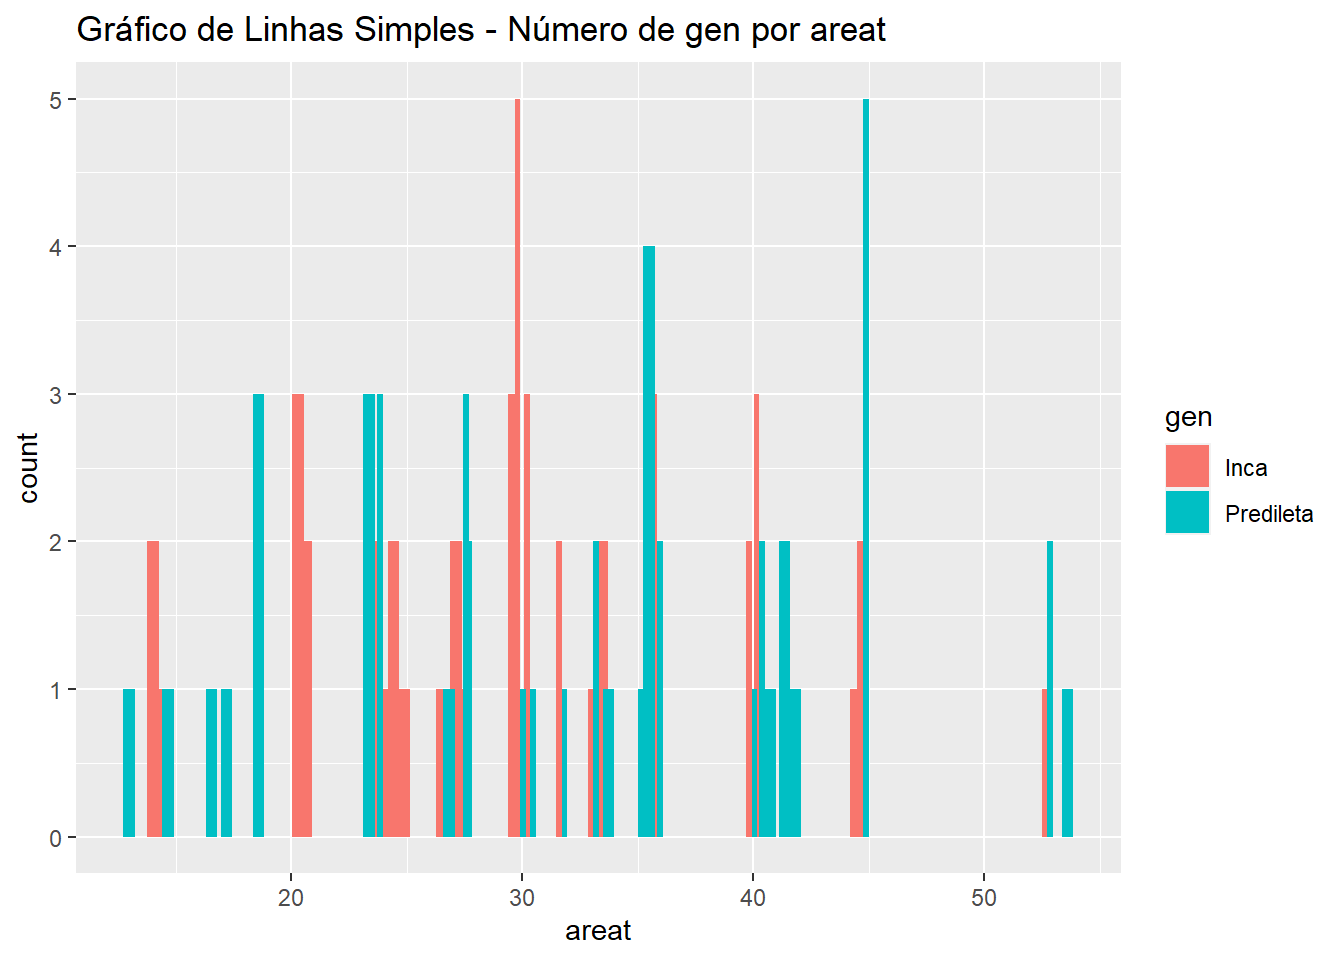 Gráfico de Linhas Simples - Número de gen por areat
5
4
3
2
1
0
count
20 30 40 50
areat
gen
Inca
Predileta